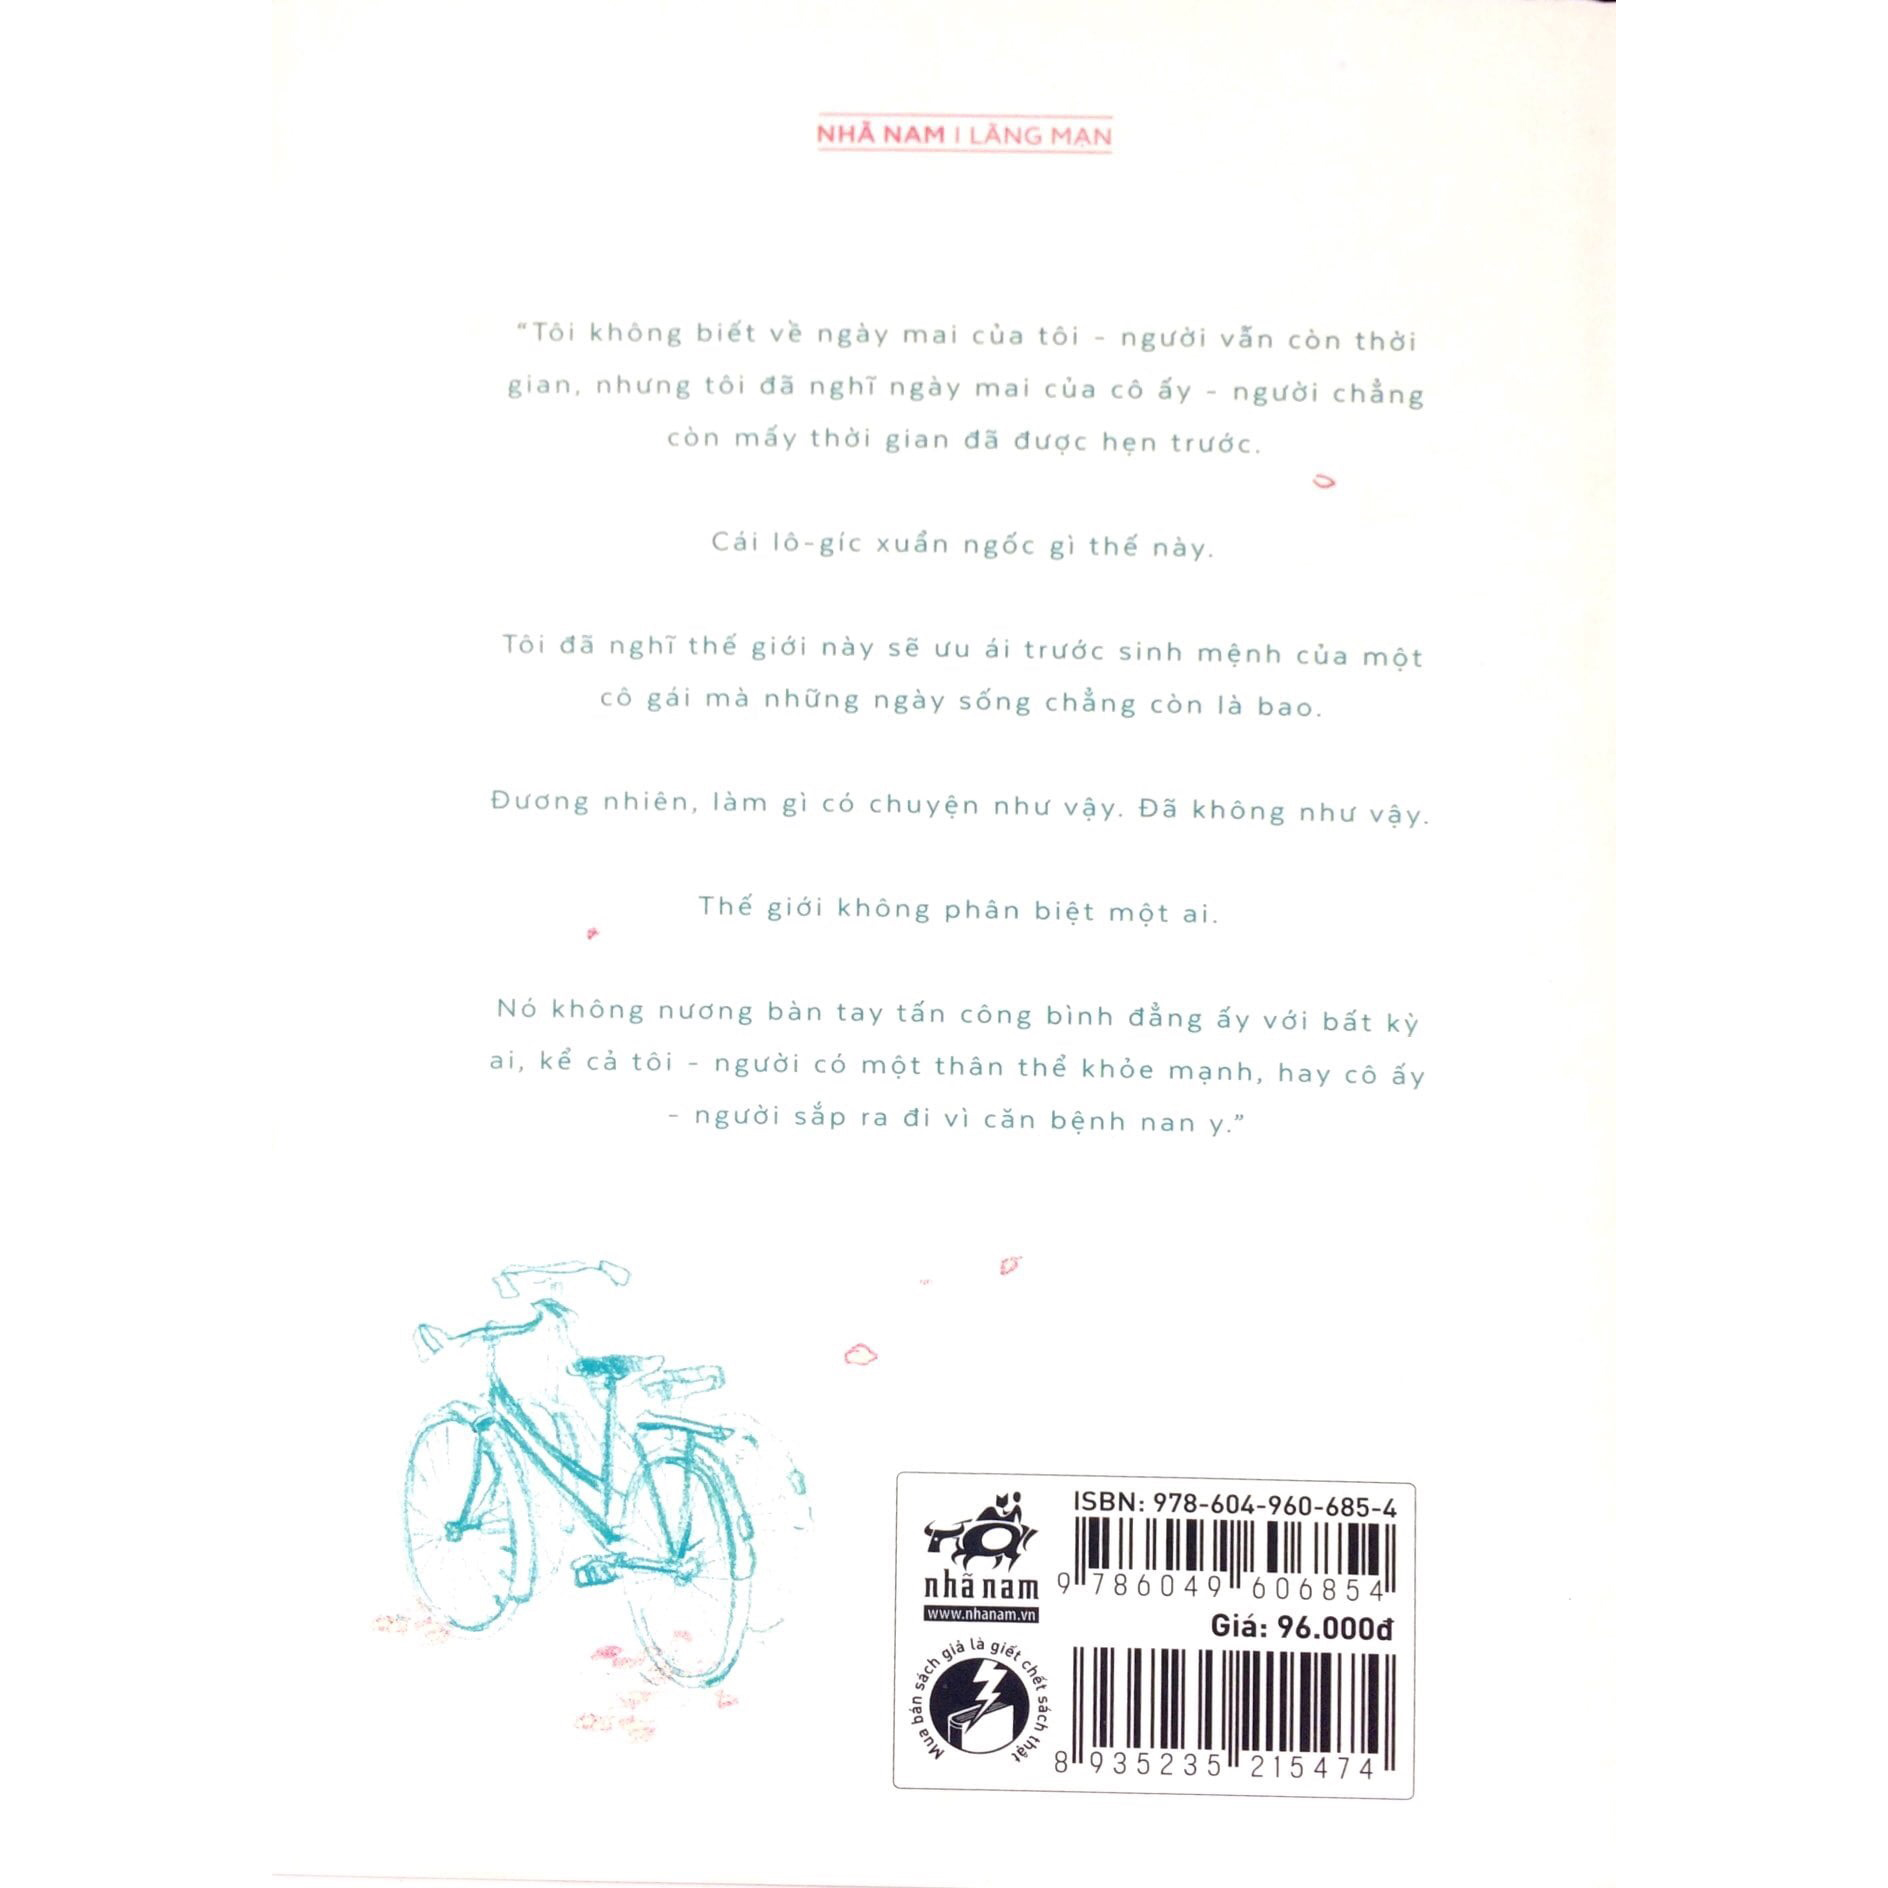 NHÃ NAM | LÃNG MẠN
“Tôi không biết về ngày mai của tôi - người vẫn còn thời
gian, nhưng tôi đã nghĩ ngày mai của cô ấy - người chẳng
còn mấy thời gian đã được hẹn trước.
Cái lô-gíc xuẩn ngốc gì thế này.
Tôi đã nghĩ thế giới này sẽ ưu ái trước sinh mệnh của một
cô gái mà những ngày sống chẳng còn là bao.
Đương nhiên, làm gì có chuyện như vậy. Đã không như vậy.
Thế giới không phân biệt một ai.
Nó không nương bàn tay tấn công bình đẳng ấy với bất kỳ
ai, kể cả tôi - người có một thân thể khỏe mạnh, hay cô ấy
- người sắp ra đi vì căn bệnh nan y.”
nhã nam
www.nhanam.vn
Mua bán sách giả là giết chết sách thật
ISBN: 978-604-960-685-4
9 786049 606854
Giá: 96.000đ
8 935235 215474